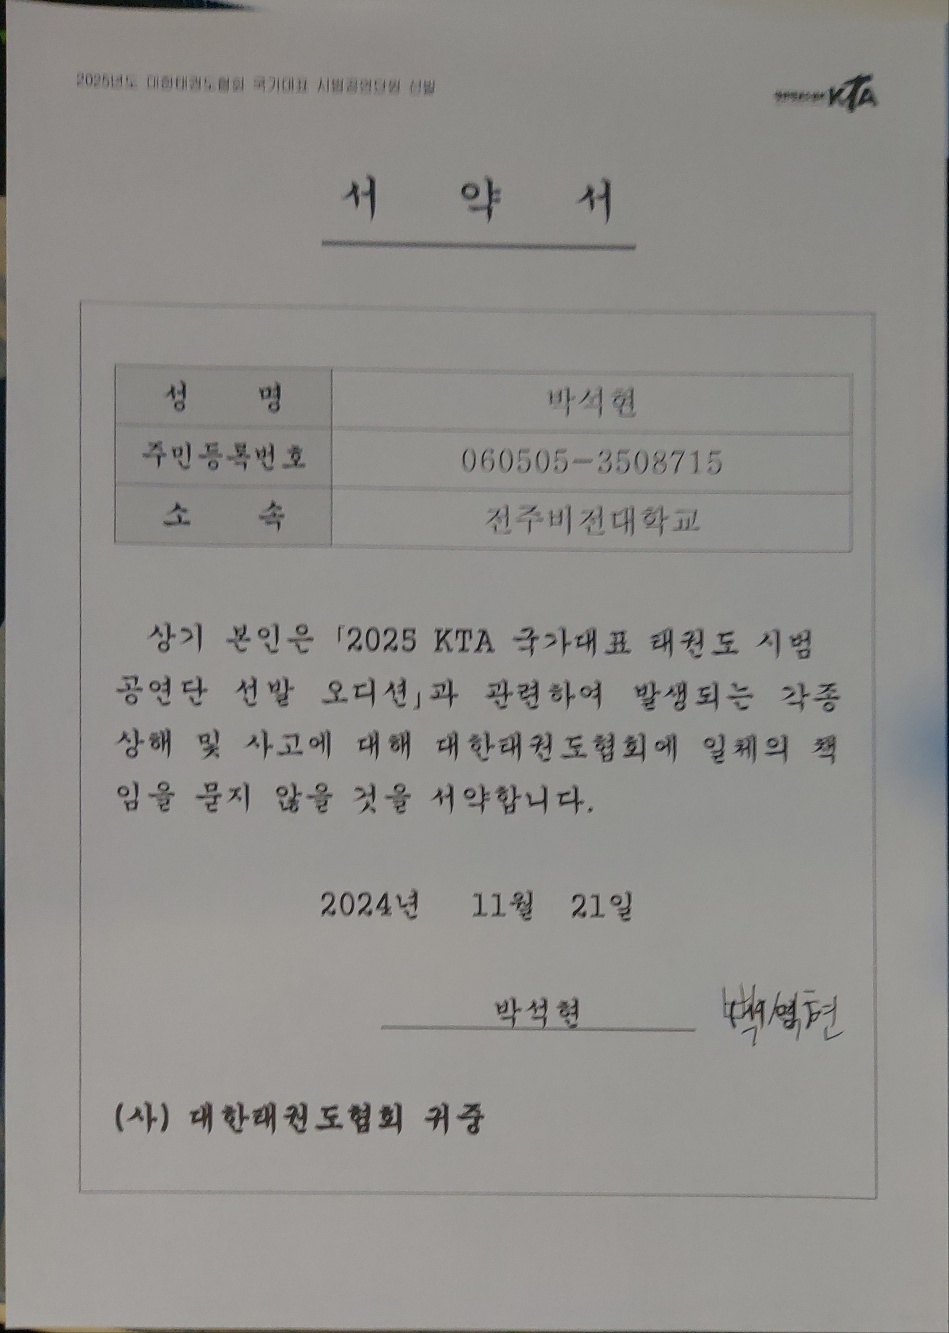 2025년도 대한태권도협회 국가대표 시범공연단원 선발
KTA
서 약 서
성 명 박석현
주민등록번호 060505-3508715
소 속 전주비전대학교
상기 본인은 「2025 KTA 국가대표 태권도 시범
공연단 선발 오디션」과 관련하여 발생되는 각종
상해 및 사고에 대해 대한태권도협회에 일체의 책
임을 묻지 않을 것을 서약합니다.
2024년 11월 21일
박석현
(사) 대한태권도협회 귀중